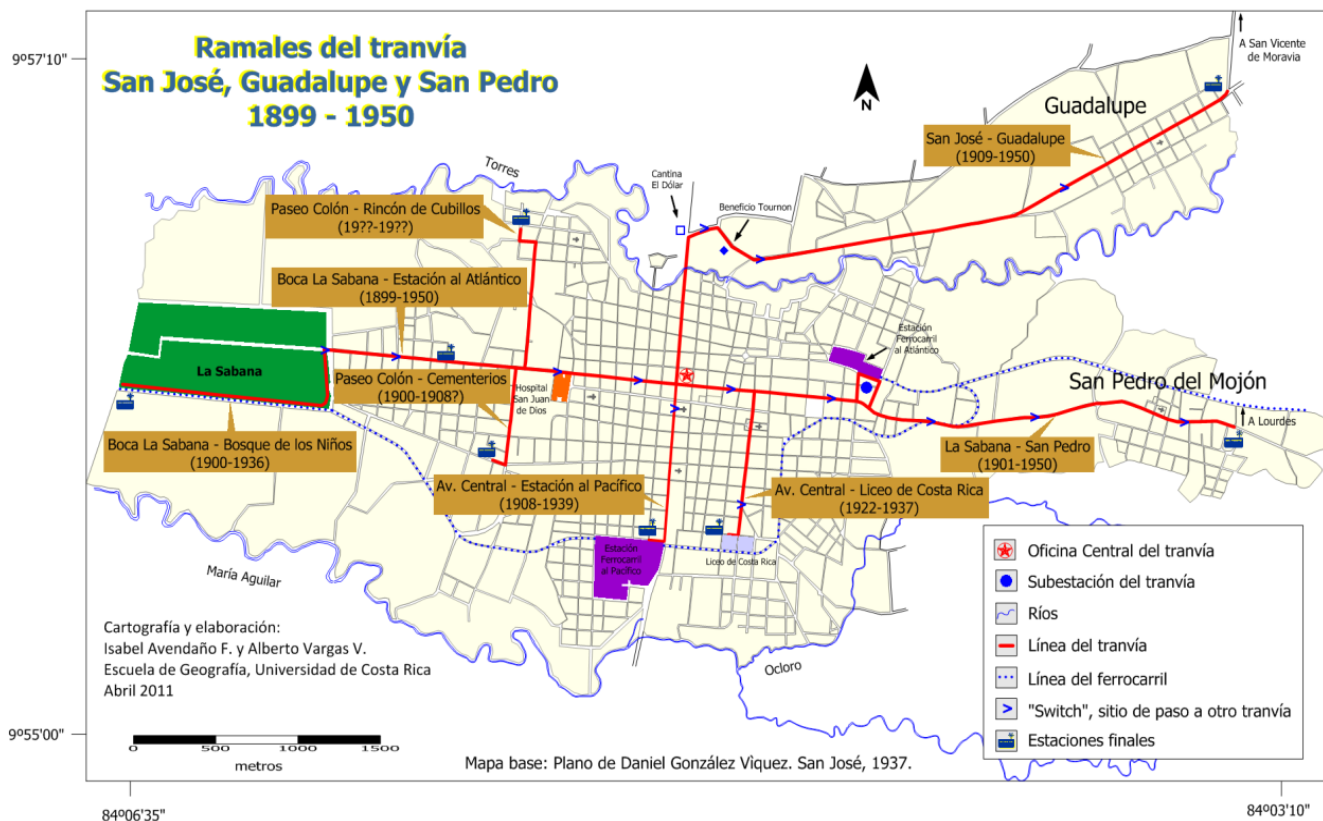 Ramales del tranvía
San José, Guadalupe y San Pedro
1899 - 1950
9º57'10"
N
A San Vicente
de Moravia
Guadalupe
San José - Guadalupe
(1909-1950)
Torres
Cantina
El Dólar
Beneficio Tournon
Paseo Colón - Rincón de Cubillos
(19??-19??)
Boca La Sabana - Estación al Atlántico
(1899-1950)
Estación
Ferrocarril
al Atlántico
La Sabana
Paseo Colón - Cementerios
(1900-1908?)
Hospital
San Juan
de Dios
San Pedro del Mojón
A Lourdes
Boca La Sabana - Bosque de los Niños
(1900-1936)
La Sabana - San Pedro
(1901-1950)
Av. Central - Estación al Pacífico
(1908-1939)
Av. Central - Liceo de Costa Rica
(1922-1937)
Estación
Ferrocarril
al Pacífico
Liceo de Costa Rica
María Aguilar
Ocloro
Oficina Central del tranvía
Subestación del tranvía
Ríos
Línea del tranvía
Línea del ferrocarril
"Switch", sitio de paso a otro tranvía
Estaciones finales
Cartografía y elaboración:
Isabel Avendaño F. y Alberto Vargas V.
Escuela de Geografía, Universidad de Costa Rica
Abril 2011
9º55'00"
0 500 1000 1500
metros
Mapa base: Plano de Daniel González Vìquez. San José, 1937.
84º06'35"
84º03'10"